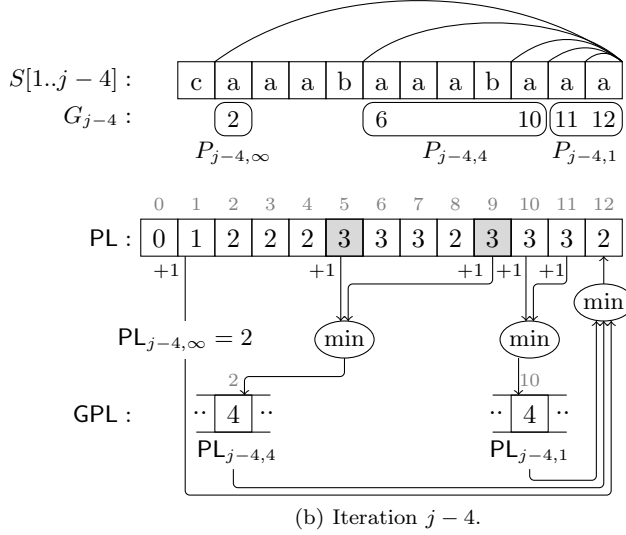 S[1..j − 4] : c a a a b a a a b a a a
G_{j−4} : 2 6 10 11 12
P_{j−4,∞} P_{j−4,4} P_{j−4,1}
0 1 2 3 4 5 6 7 8 9 10 11 12
PL : 0 1 2 2 2 3 3 3 2 3 3 3 2
+1 +1 +1 +1 +1
PL_{j−4,∞} = 2 min min min
2 10
GPL : ·· 4 ·· ·· 4 ··
PL_{j−4,4} PL_{j−4,1}
(b) Iteration j − 4.